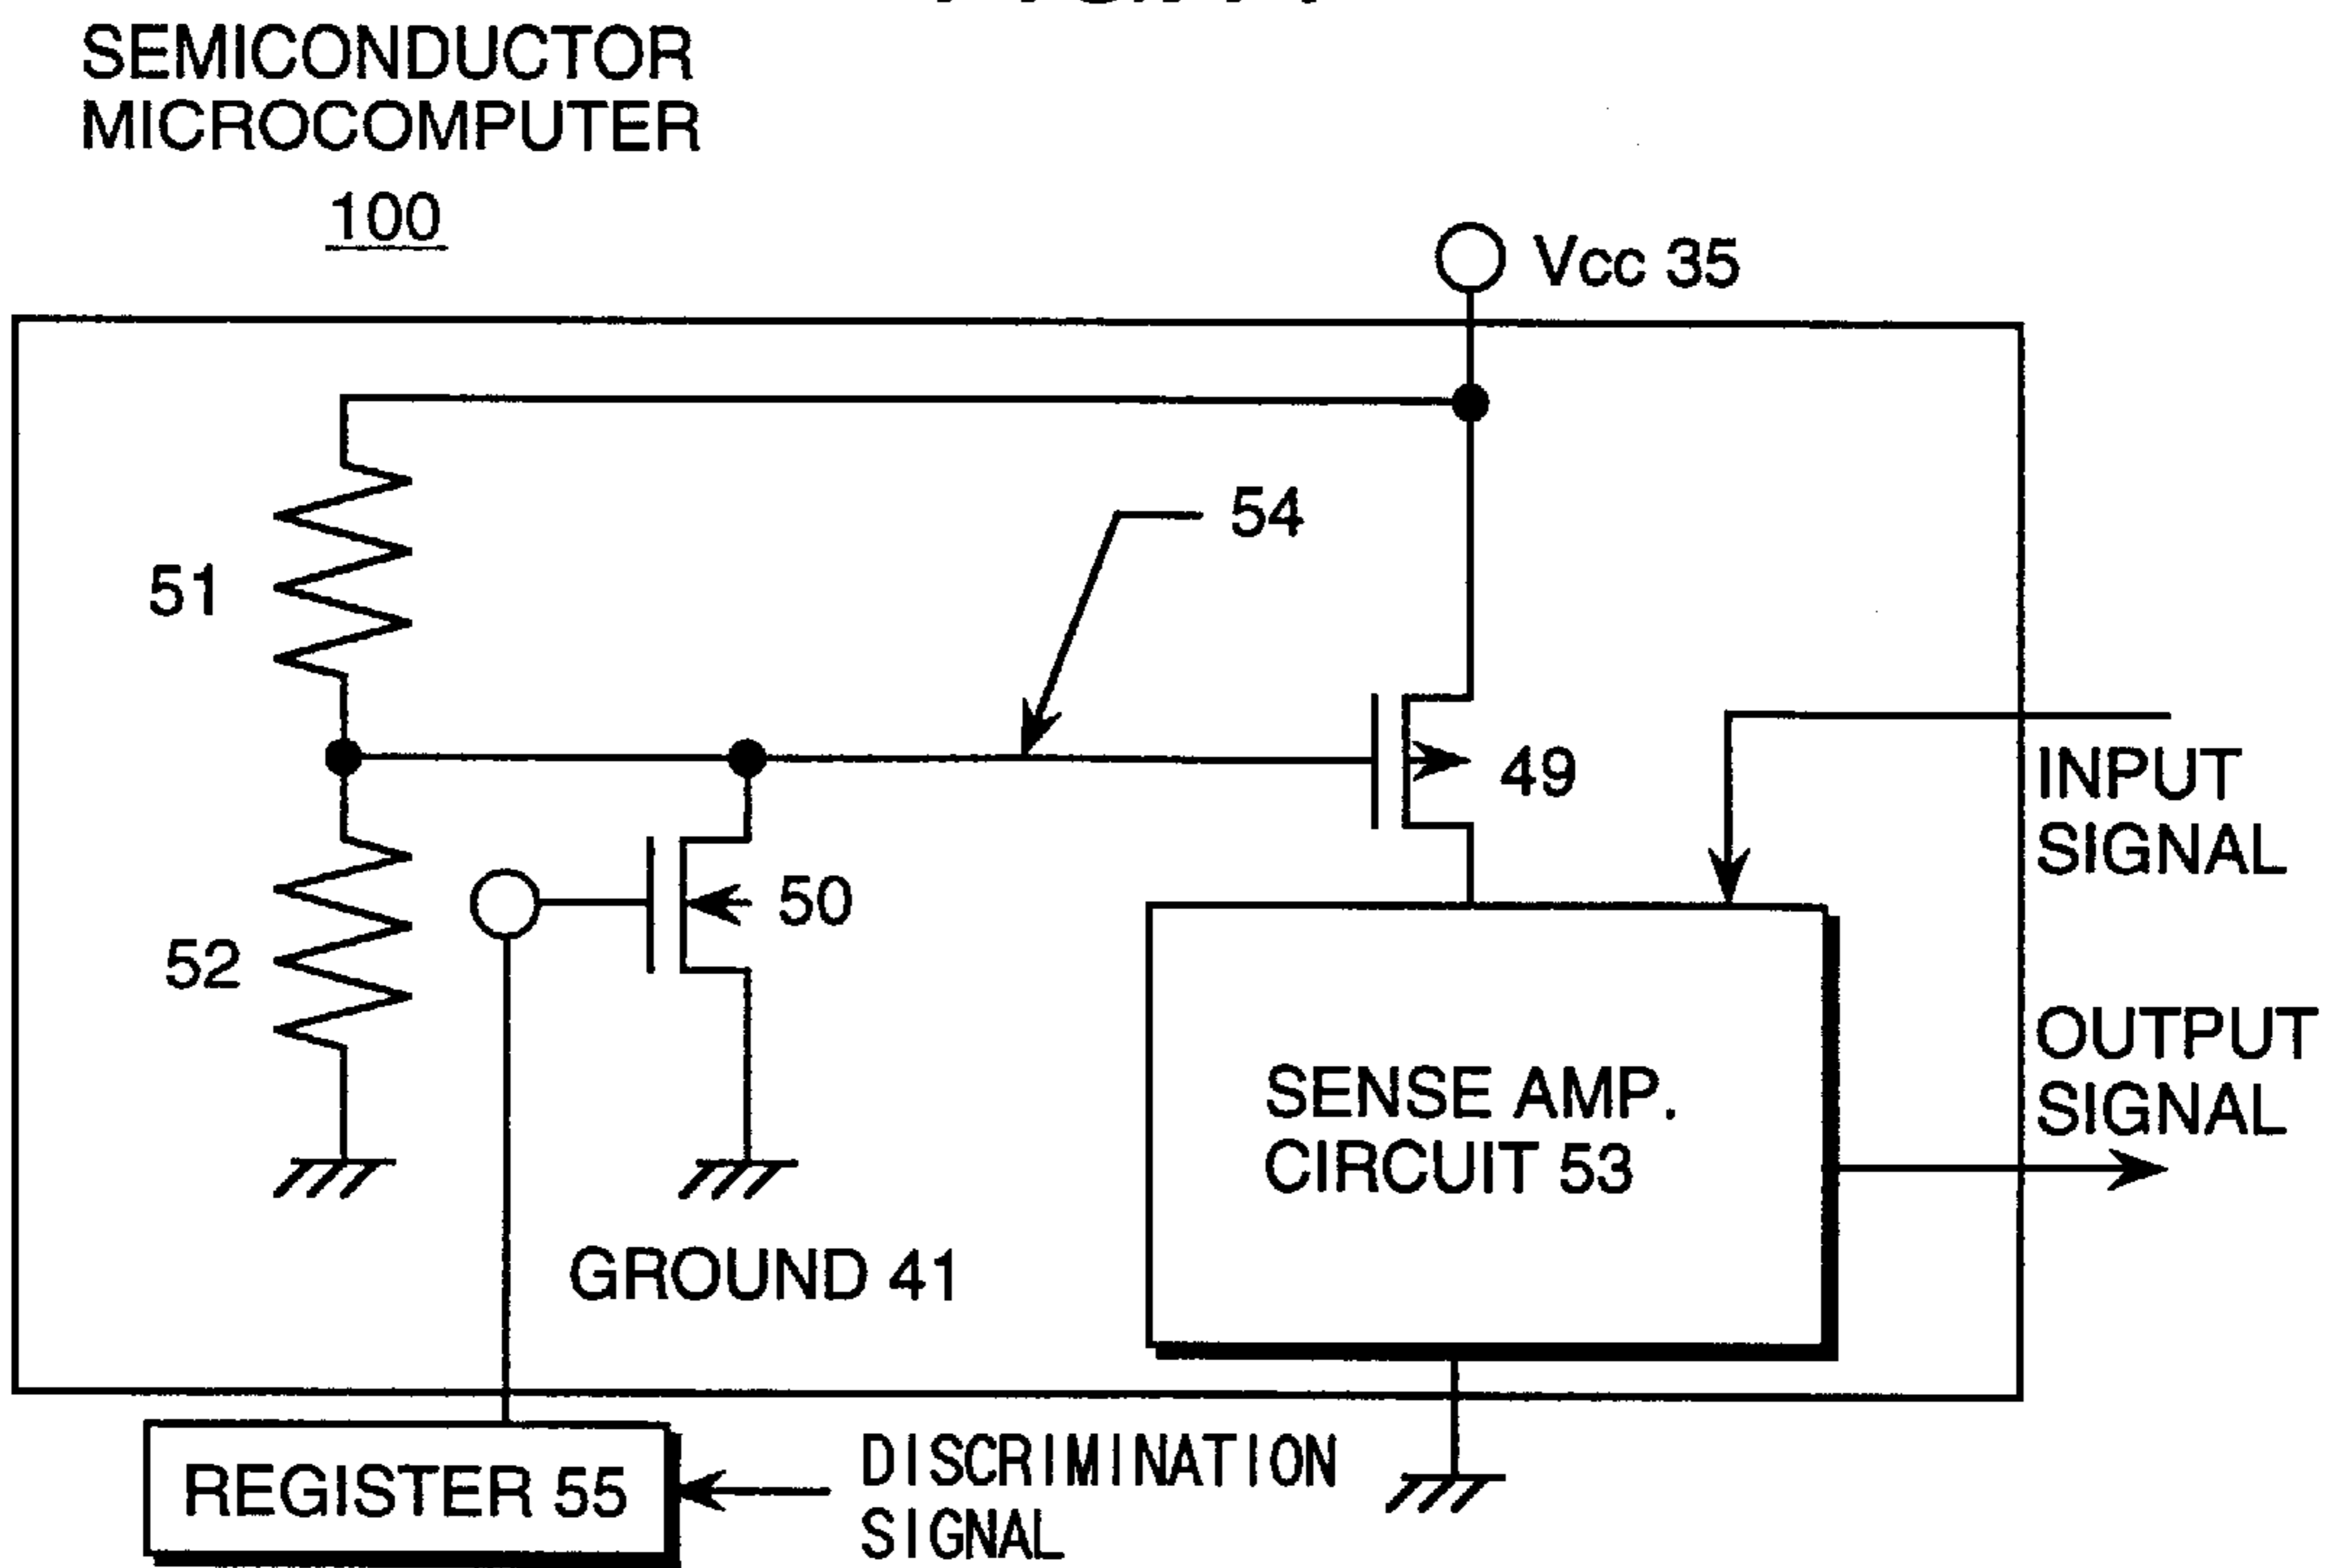 SEMICONDUCTOR
MICROCOMPUTER
100
Vcc 35
54
51
49
INPUT
SIGNAL
50
52
OUTPUT
SIGNAL
SENSE AMP.
CIRCUIT 53
GROUND 41
REGISTER 55
DISCRIMINATION
SIGNAL